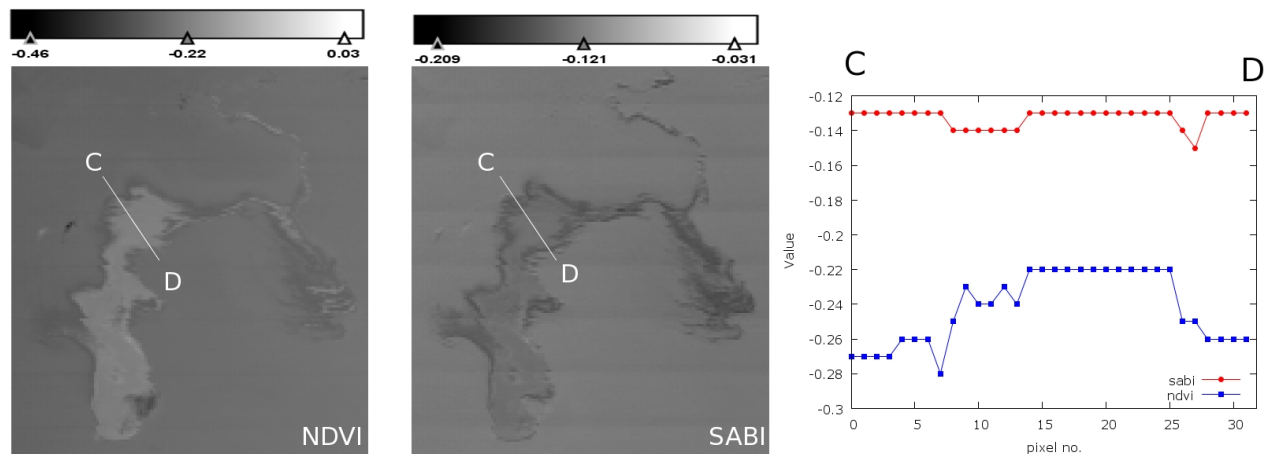 -0.46 -0.22 0.03
C
D
NDVI
-0.209 -0.121 -0.031
C
D
SABI
C D
-0.12
-0.14
-0.16
-0.18
-0.2
-0.22
-0.24
-0.26
-0.28
-0.3
Value
sabi
ndvi
0 5 10 15 20 25 30
pixel no.